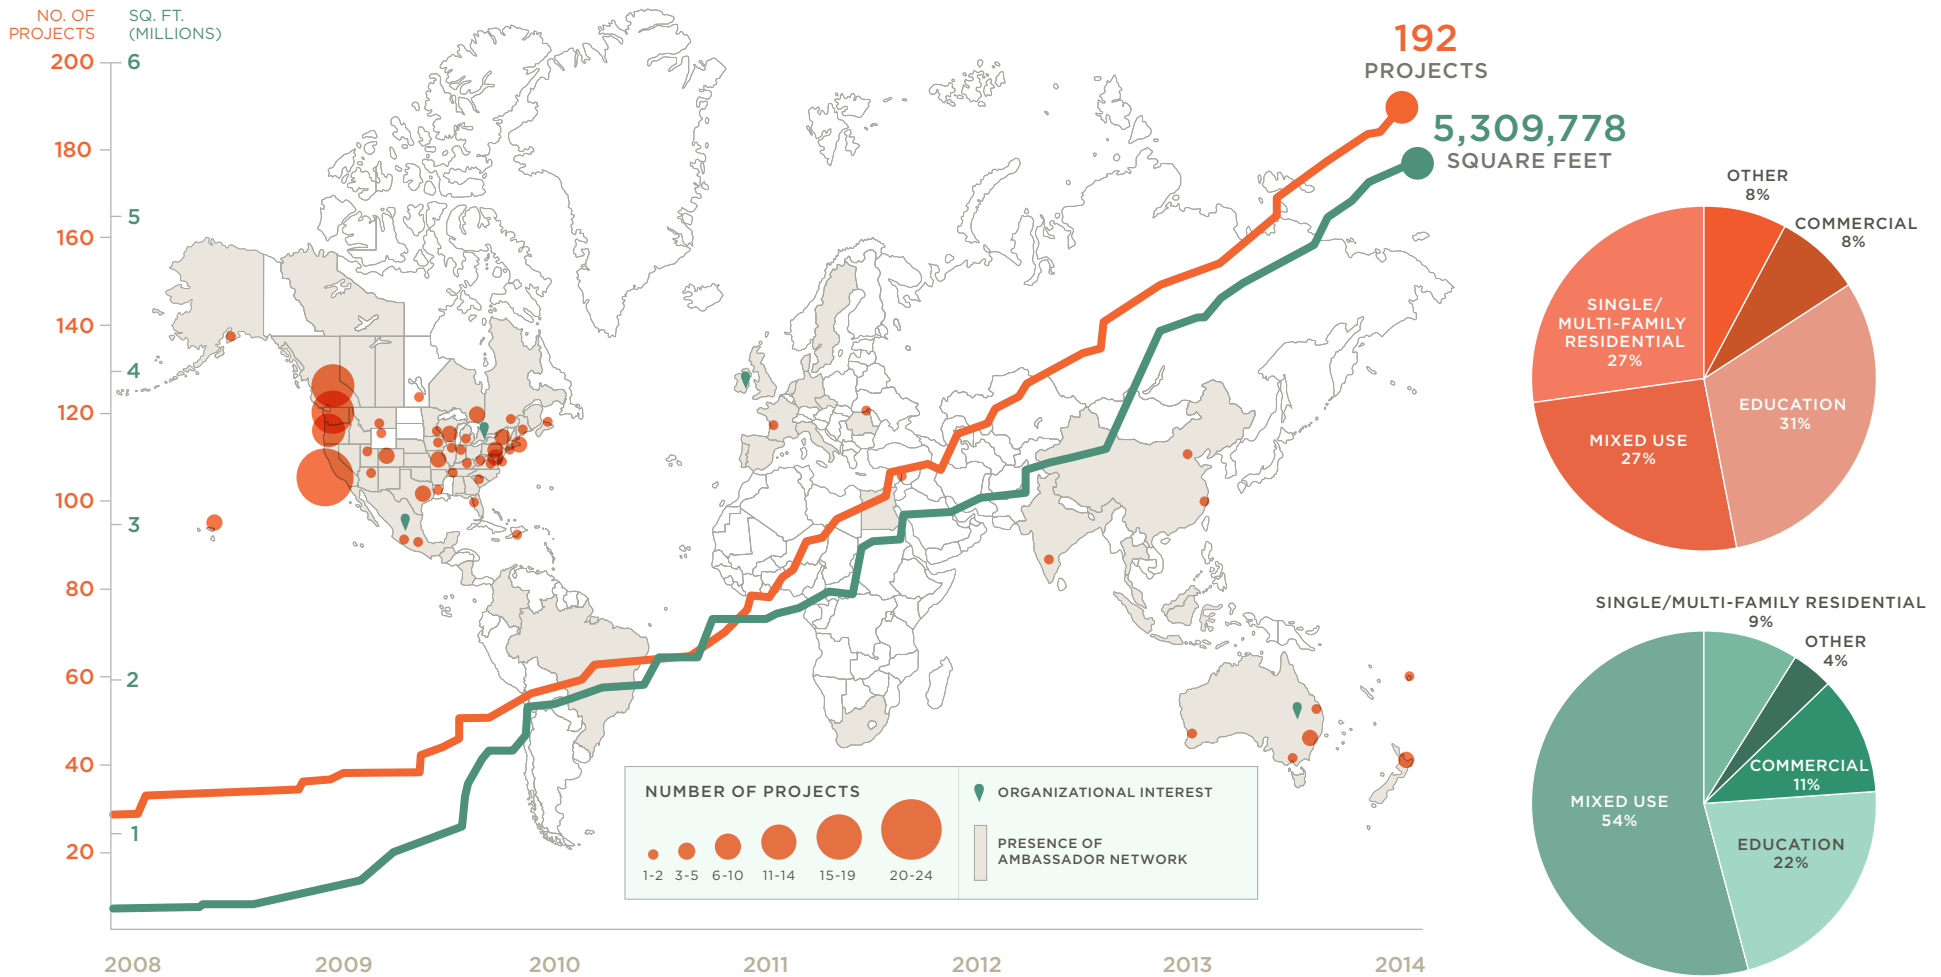 NO. OF
PROJECTS
SQ. FT.
(MILLIONS)
200
180
160
140
120
100
80
60
40
20
6
5
4
3
2
1
2008
2009
2010
2011
2012
2013
2014
192
PROJECTS
5,309,778
SQUARE FEET
NUMBER OF PROJECTS
1-2
3-5
6-10
11-14
15-19
20-24
ORGANIZATIONAL INTEREST
PRESENCE OF
AMBASSADOR NETWORK
OTHER
8%
COMMERCIAL
8%
EDUCATION
31%
MIXED USE
27%
SINGLE/
MULTI-FAMILY
RESIDENTIAL
27%
SINGLE/MULTI-FAMILY RESIDENTIAL
9%
OTHER
4%
COMMERCIAL
11%
EDUCATION
22%
MIXED USE
54%